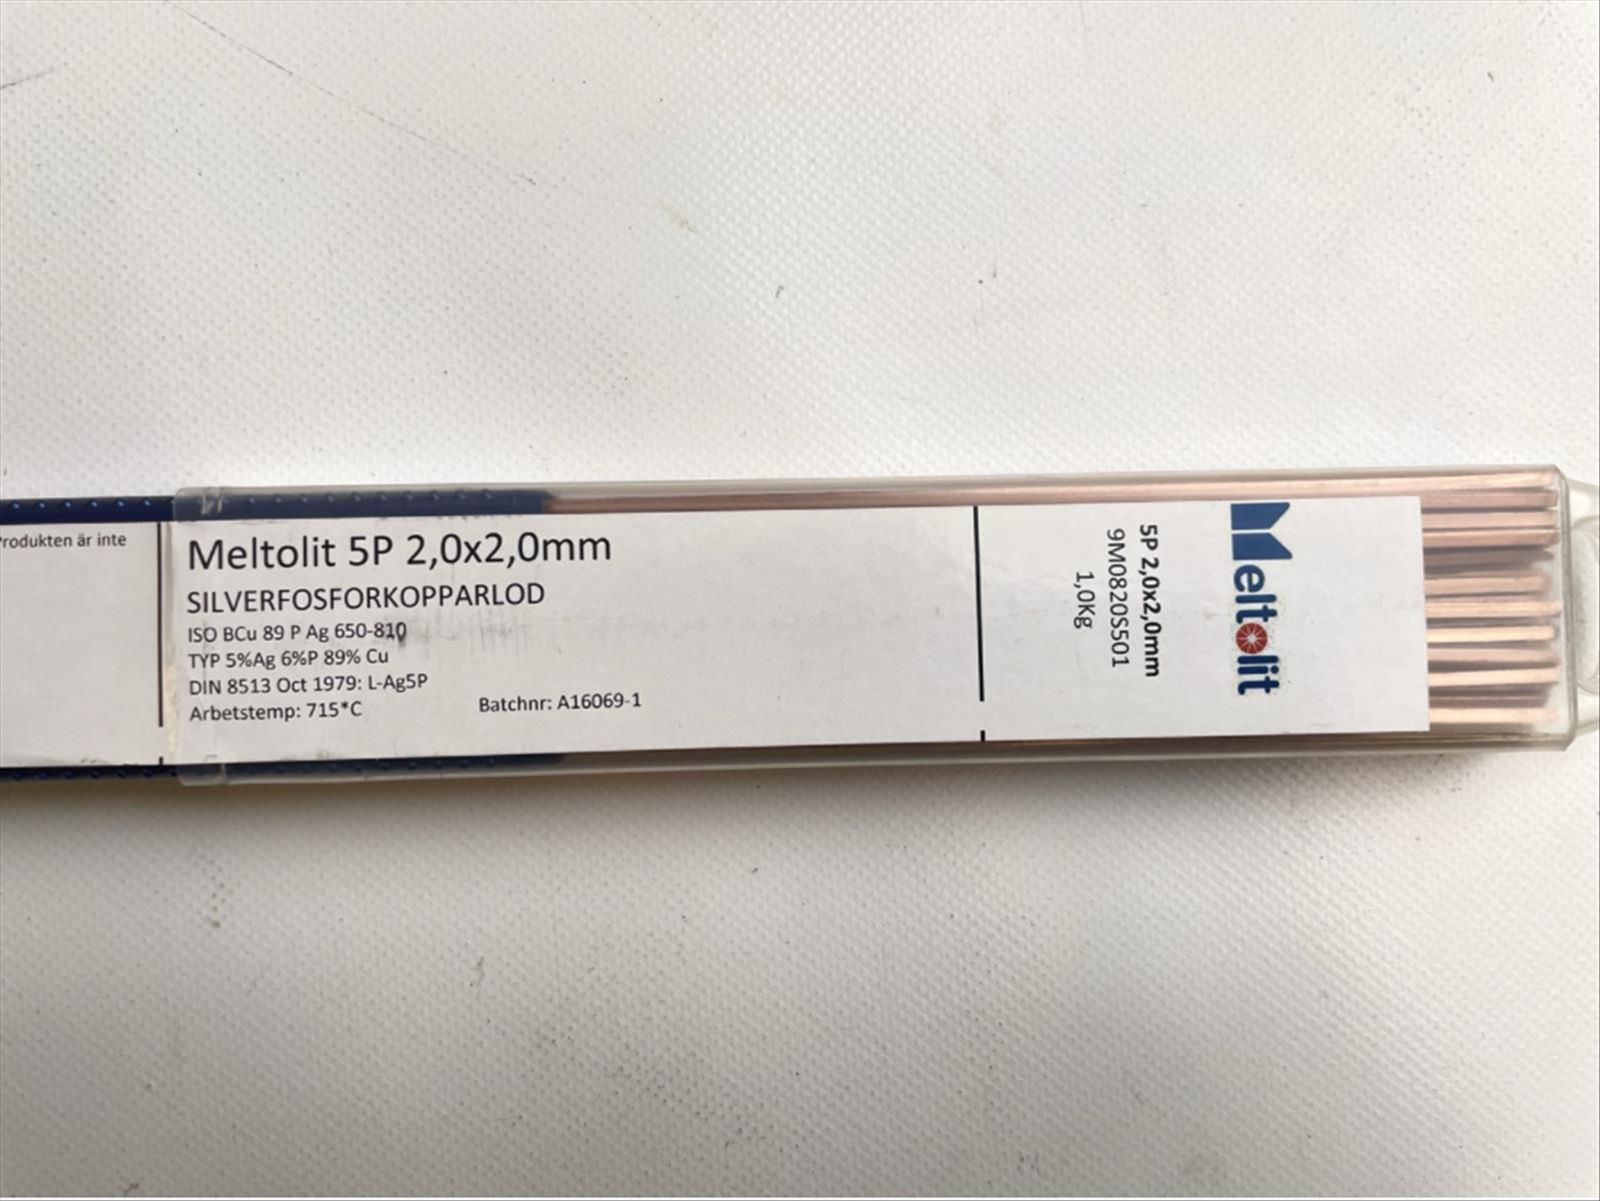 Produkten är inte
Meltolit 5P 2,0x2,0mm
SILVERFOSFORKOPPARLOD
ISO BCu 89 P Ag 650-810
TYP 5%Ag 6%P 89% Cu
DIN 8513 Oct 1979: L-Ag5P
Arbetstemp: 715*C
Batchnr: A16069-1
5P 2,0x2,0mm
9M0820S501
1,0Kg
Meltolit